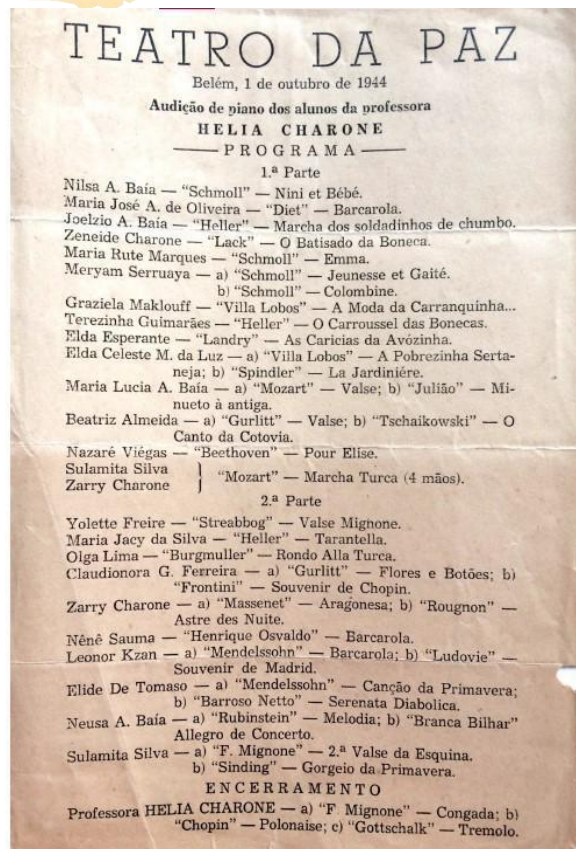 TEATRO DA PAZ
Belém, 1 de outubro de 1944
Audição de piano dos alunos da professora
HELIA CHARONE
PROGRAMA
1.ª Parte
Nilsa A. Baía — "Schmoll" — Nini et Bébé.
Maria José A. de Oliveira — "Diet" — Barcarola.
Joelzio A. Baía — "Heller" — Marcha dos soldadinhos de chumbo.
Zeneide Charone — "Lack" — O Batisado da Boneca.
Maria Rute Marques — "Schmoll" — Emma.
Meryam Serruaya — a) "Schmoll" — Jeunesse et Gaité.
b) "Schmoll" — Colombine.
Graziela Maklouff — "Villa Lobos" — A Moda da Carranquinha...
Terezinha Guimarães — "Heller" — O Carroussel das Bonecas.
Elda Esperante — "Landry" — As Caricias da Avózinha.
Elda Celeste M. da Luz — a) "Villa Lobos" — A Pobrezinha Serta-
neja; b) "Spindler" — La Jardiniére.
Maria Lucia A. Baía — a) "Mozart" — Valse; b) "Julião" — Mi-
nueto à antiga.
Beatriz Almeida — a) "Gurlitt" — Valse; b) "Tschaikowski" — O
Canto da Cotovia.
Nazaré Viégas — "Beethoven" — Pour Elise.
Sulamita Silva
Zarry Charone } "Mozart" — Marcha Turca (4 mãos).
2.ª Parte
Yolette Freire — "Streabbog" — Valse Mignone.
Maria Jacy da Silva — "Heller" — Tarantella.
Olga Lima — "Burgmuller" — Rondo Alla Turca.
Claudionora G. Ferreira — a) "Gurlitt" — Flores e Botões; b)
"Frontini" — Souvenir de Chopin.
Zarry Charone — a) "Massenet" — Aragonesa; b) "Rougnon" —
Astre des Nuite.
Nênê Sauma — "Henrique Osvaldo" — Barcarola.
Leonor Kzan — a) "Mendelssohn" — Barcarola; b) "Ludovie" —
Souvenir de Madrid.
Elide De Tomaso — a) "Mendelssohn" — Canção da Primavera;
b) "Barroso Netto" — Serenata Diabolica.
Neusa A. Baía — a) "Rubinstein" — Melodia; b) "Branca Bilhar"
Allegro de Concerto.
Sulamita Silva — a) "F. Mignone" — 2.ª Valse da Esquina.
b) "Sinding" — Gorgeio da Primavera.
ENCERRAMENTO
Professora HELIA CHARONE — a) "F. Mignone" — Congada; b)
"Chopin" — Polonaise; c) "Gottschalk" — Tremolo.